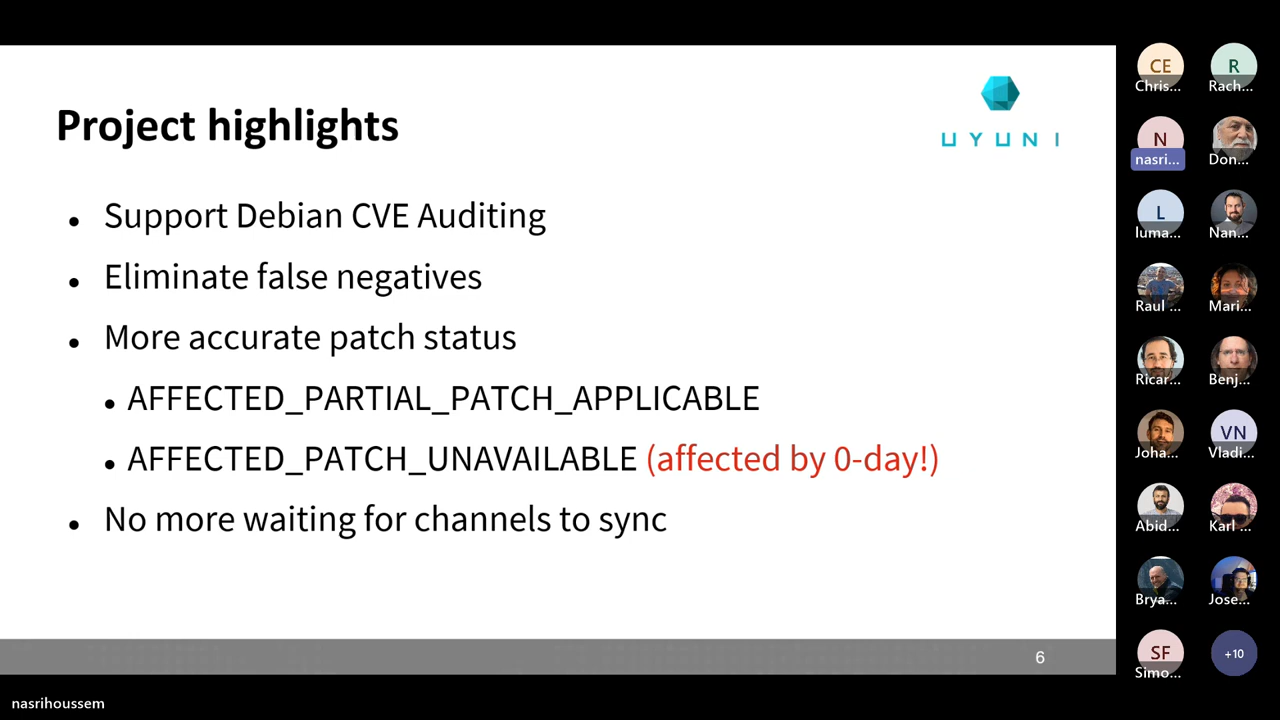 Project highlights
UYUNI
Support Debian CVE Auditing
Eliminate false negatives
More accurate patch status
AFFECTED_PARTIAL_PATCH_APPLICABLE
AFFECTED_PATCH_UNAVAILABLE (affected by 0-day!)
No more waiting for channels to sync
6
nasrihoussem
CE
Chris...
R
Rach...
N
nasri...
Don...
L
luma...
Nan...
Raul ...
Mari...
Ricar...
Benj...
Joha...
VN
Vladi...
Abid...
Karl ...
Brya...
Jose...
SF
Simo...
+10